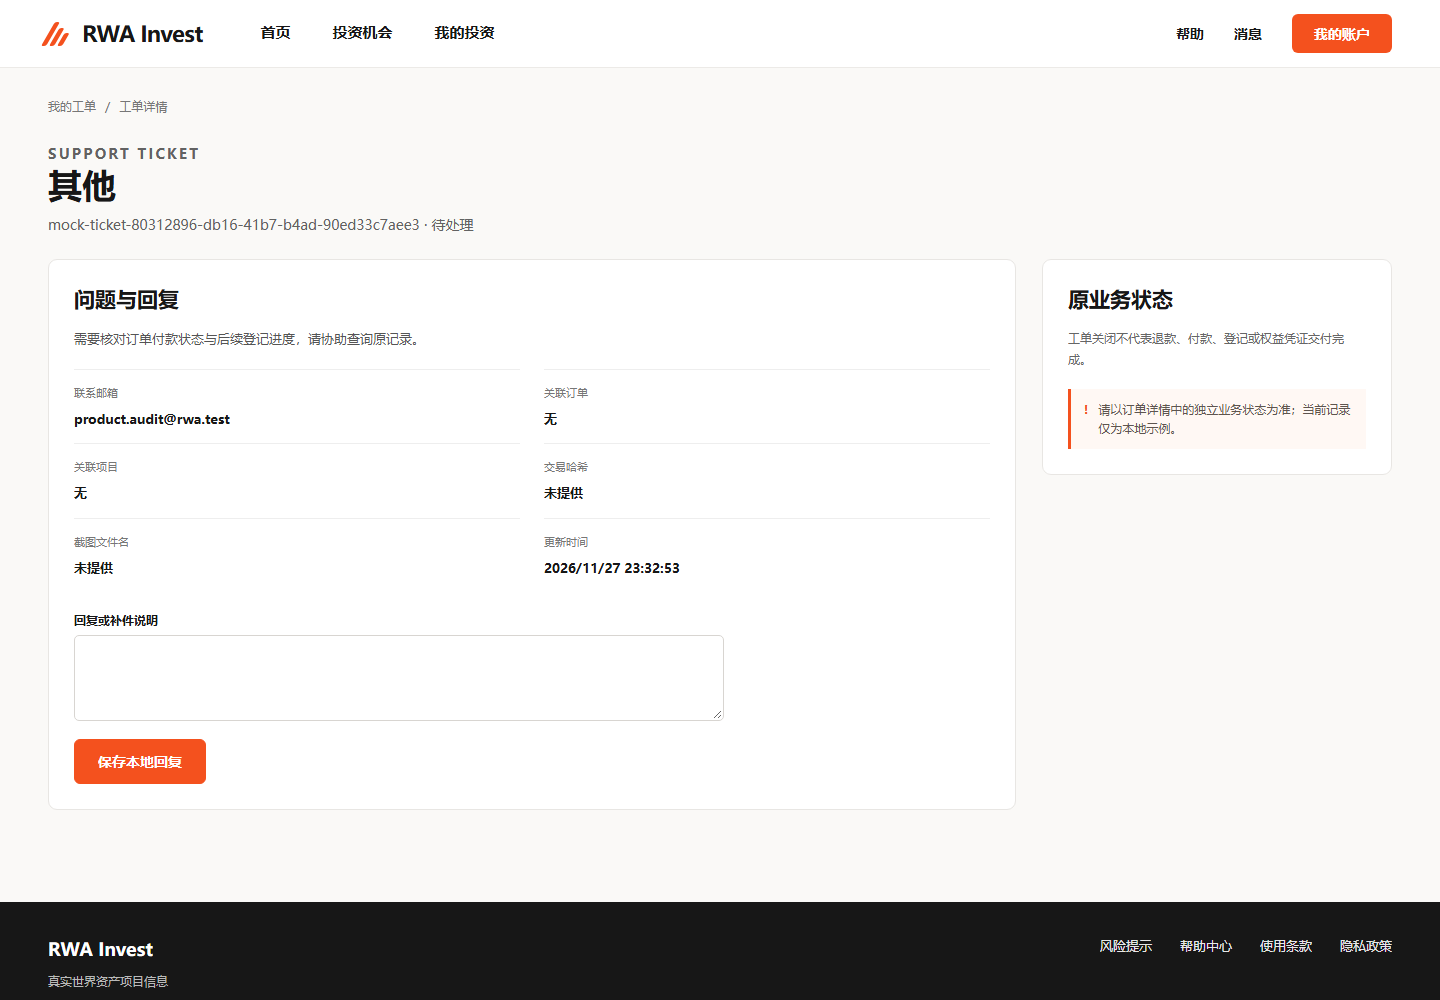 RWA Invest
首页
投资机会
我的投资
帮助
消息
我的账户
我的工单 / 工单详情
SUPPORT TICKET
其他
mock-ticket-80312896-db16-41b7-b4ad-90ed33c7aee3 · 待处理
问题与回复
需要核对订单付款状态与后续登记进度，请协助查询原记录。
联系邮箱
product.audit@rwa.test
关联订单
无
关联项目
无
交易哈希
未提供
截图文件名
未提供
更新时间
2026/11/27 23:32:53
回复或补件说明
保存本地回复
原业务状态
工单关闭不代表退款、付款、登记或权益凭证交付完
成。
! 请以订单详情中的独立业务状态为准；当前记录
仅为本地示例。
RWA Invest
真实世界资产项目信息
风险提示
帮助中心
使用条款
隐私政策